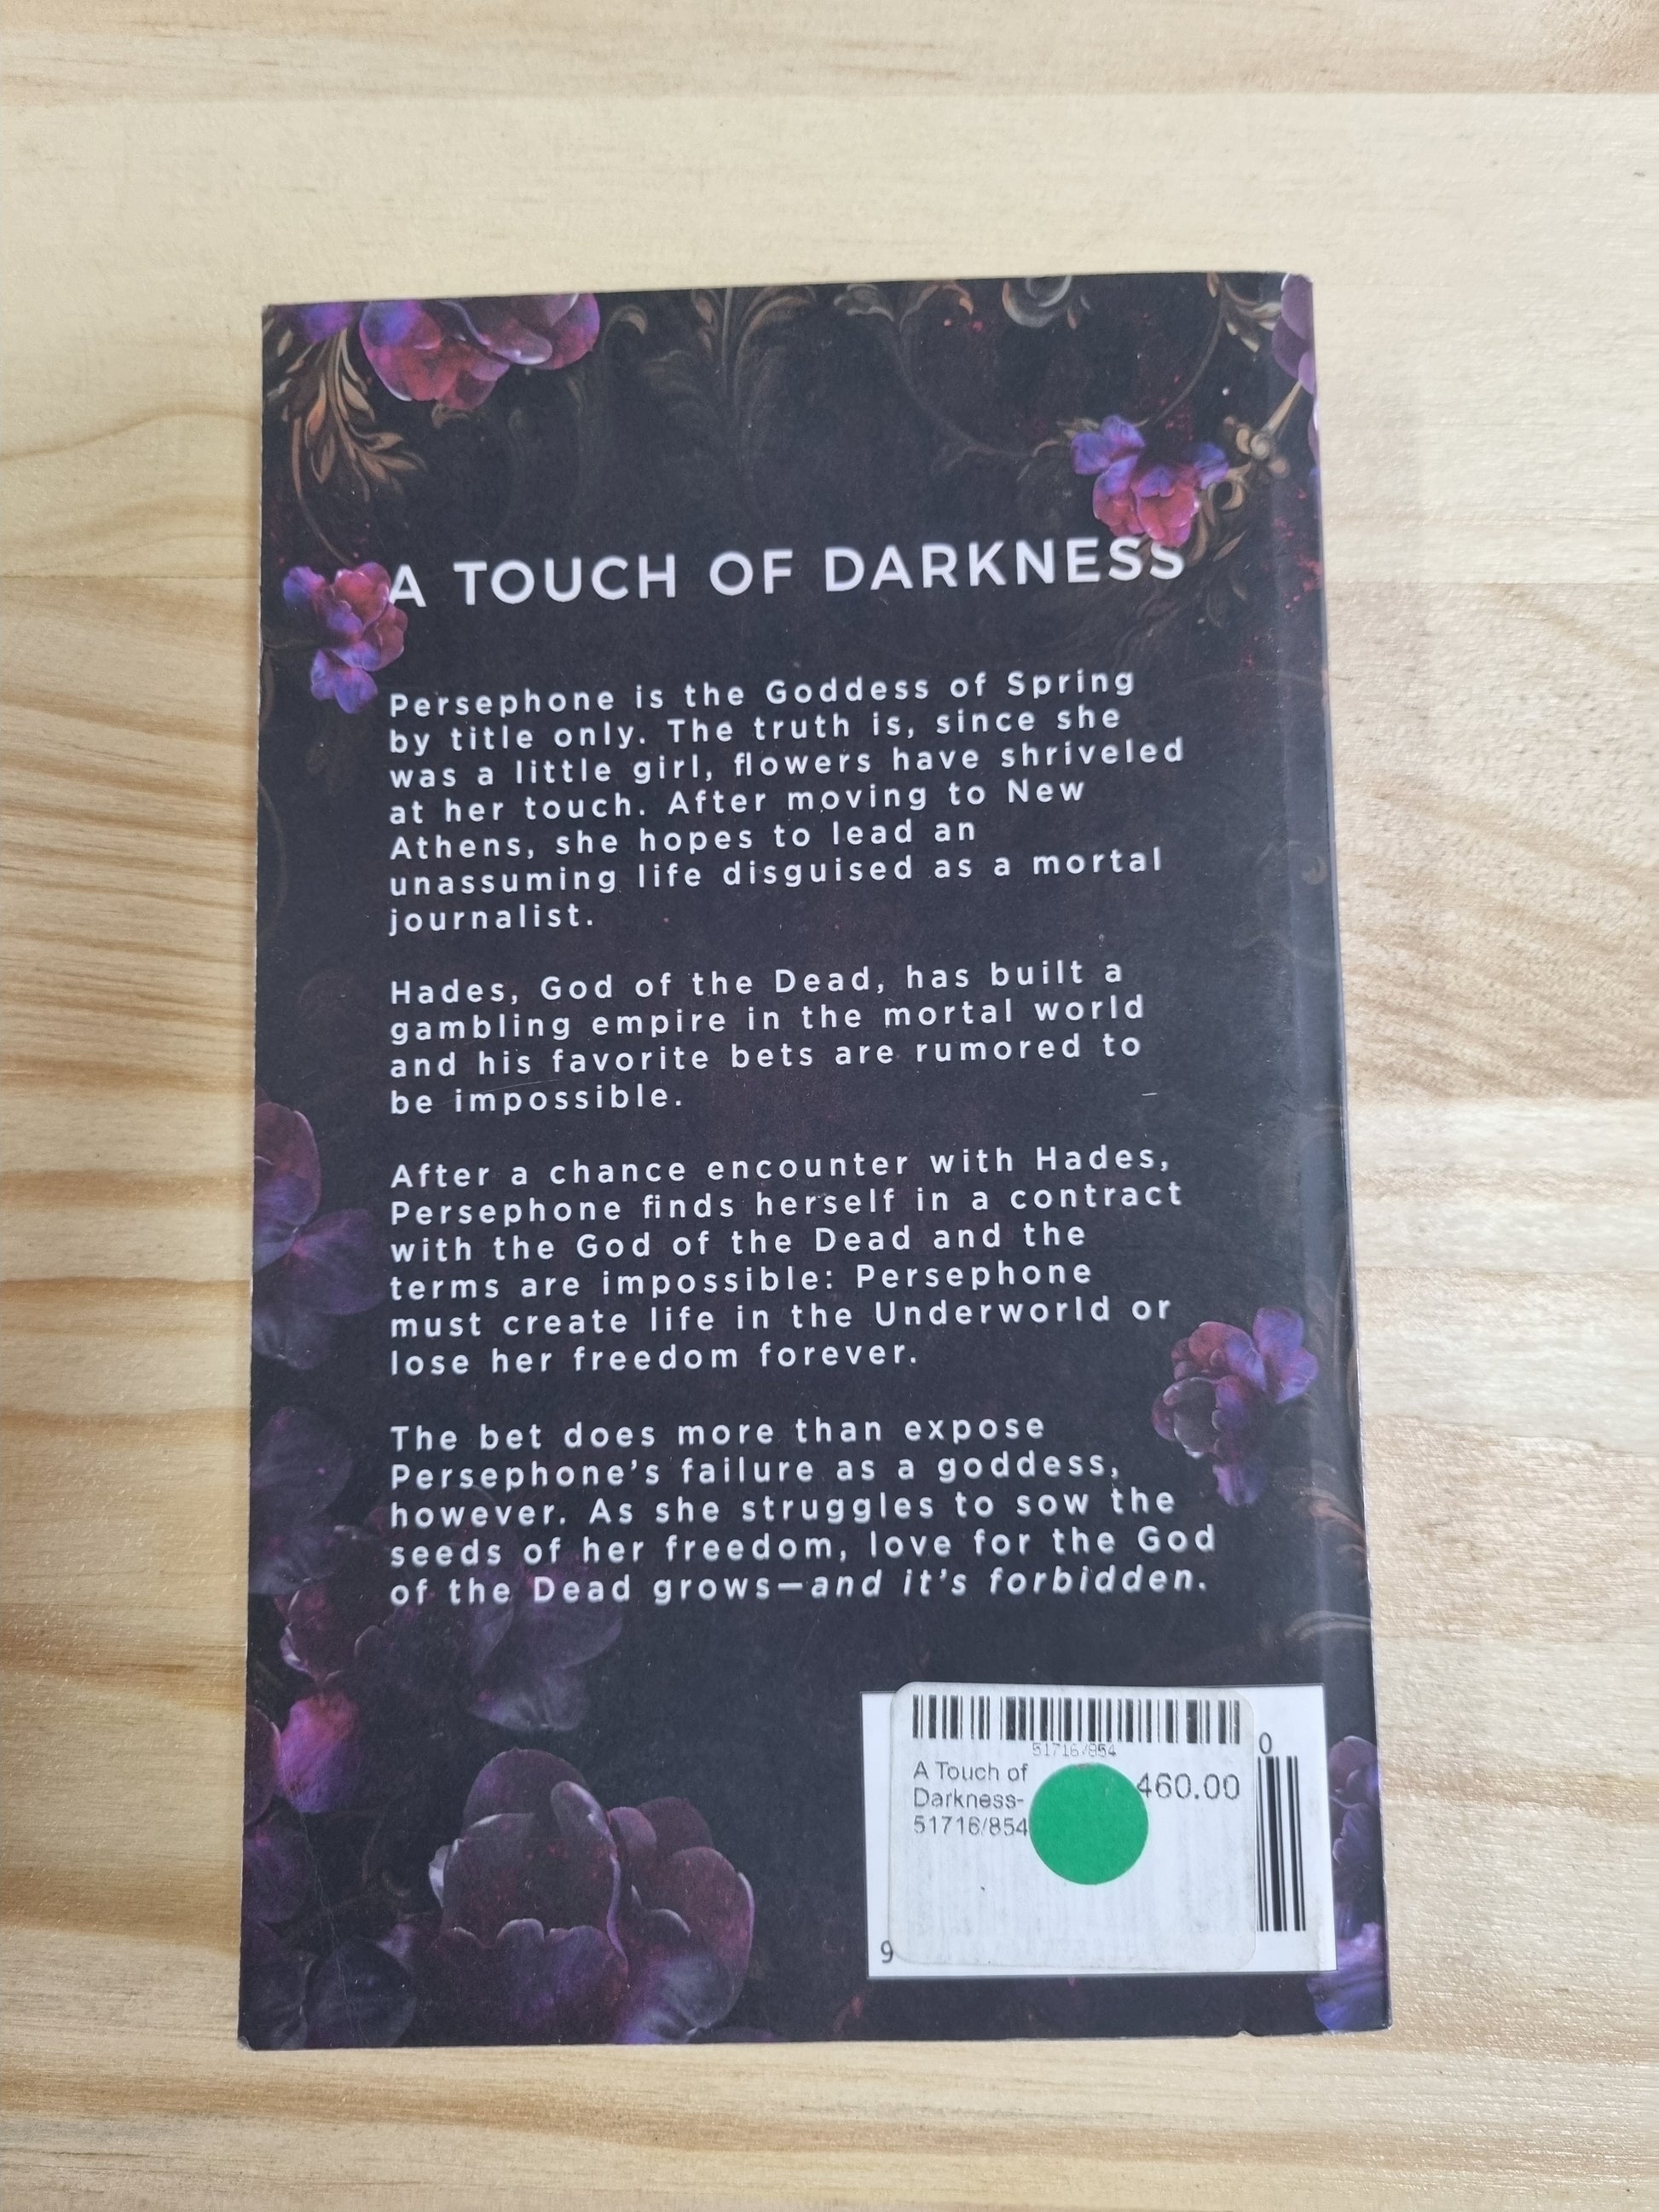 A TOUCH OF DARKNESS
Persephone is the Goddess of Spring
by title only. The truth is, since she
was a little girl, flowers have shriveled
at her touch. After moving to New
Athens, she hopes to lead an
unassuming life disguised as a mortal
journalist.
Hades, God of the Dead, has built a
gambling empire in the mortal world
and his favorite bets are rumored to
be impossible.
After a chance encounter with Hades,
Persephone finds herself in a contract
with the God of the Dead and the
terms are impossible: Persephone
must create life in the Underworld or
lose her freedom forever.
The bet does more than expose
Persephone’s failure as a goddess,
however. As she struggles to sow the
seeds of her freedom, love for the God
of the Dead grows—and it’s forbidden.
51716/854
A Touch of
Darkness-
51716/854
460.00
0
9